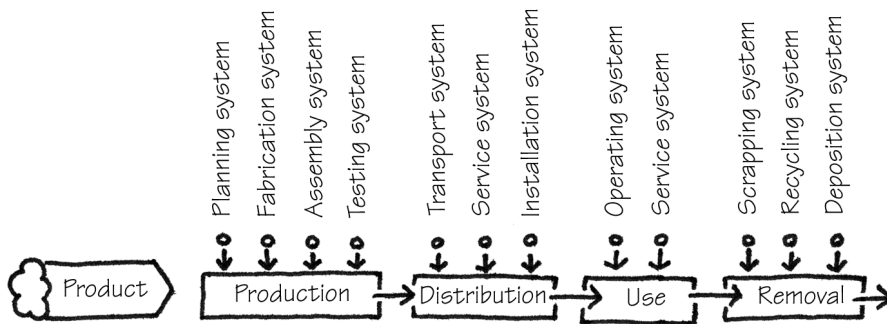 Planning system
Fabrication system
Assembly system
Testing system
Transport system
Service system
Installation system
Operating system
Service system
Scrapping system
Recycling system
Deposition system
Product
Production
Distribution
Use
Removal